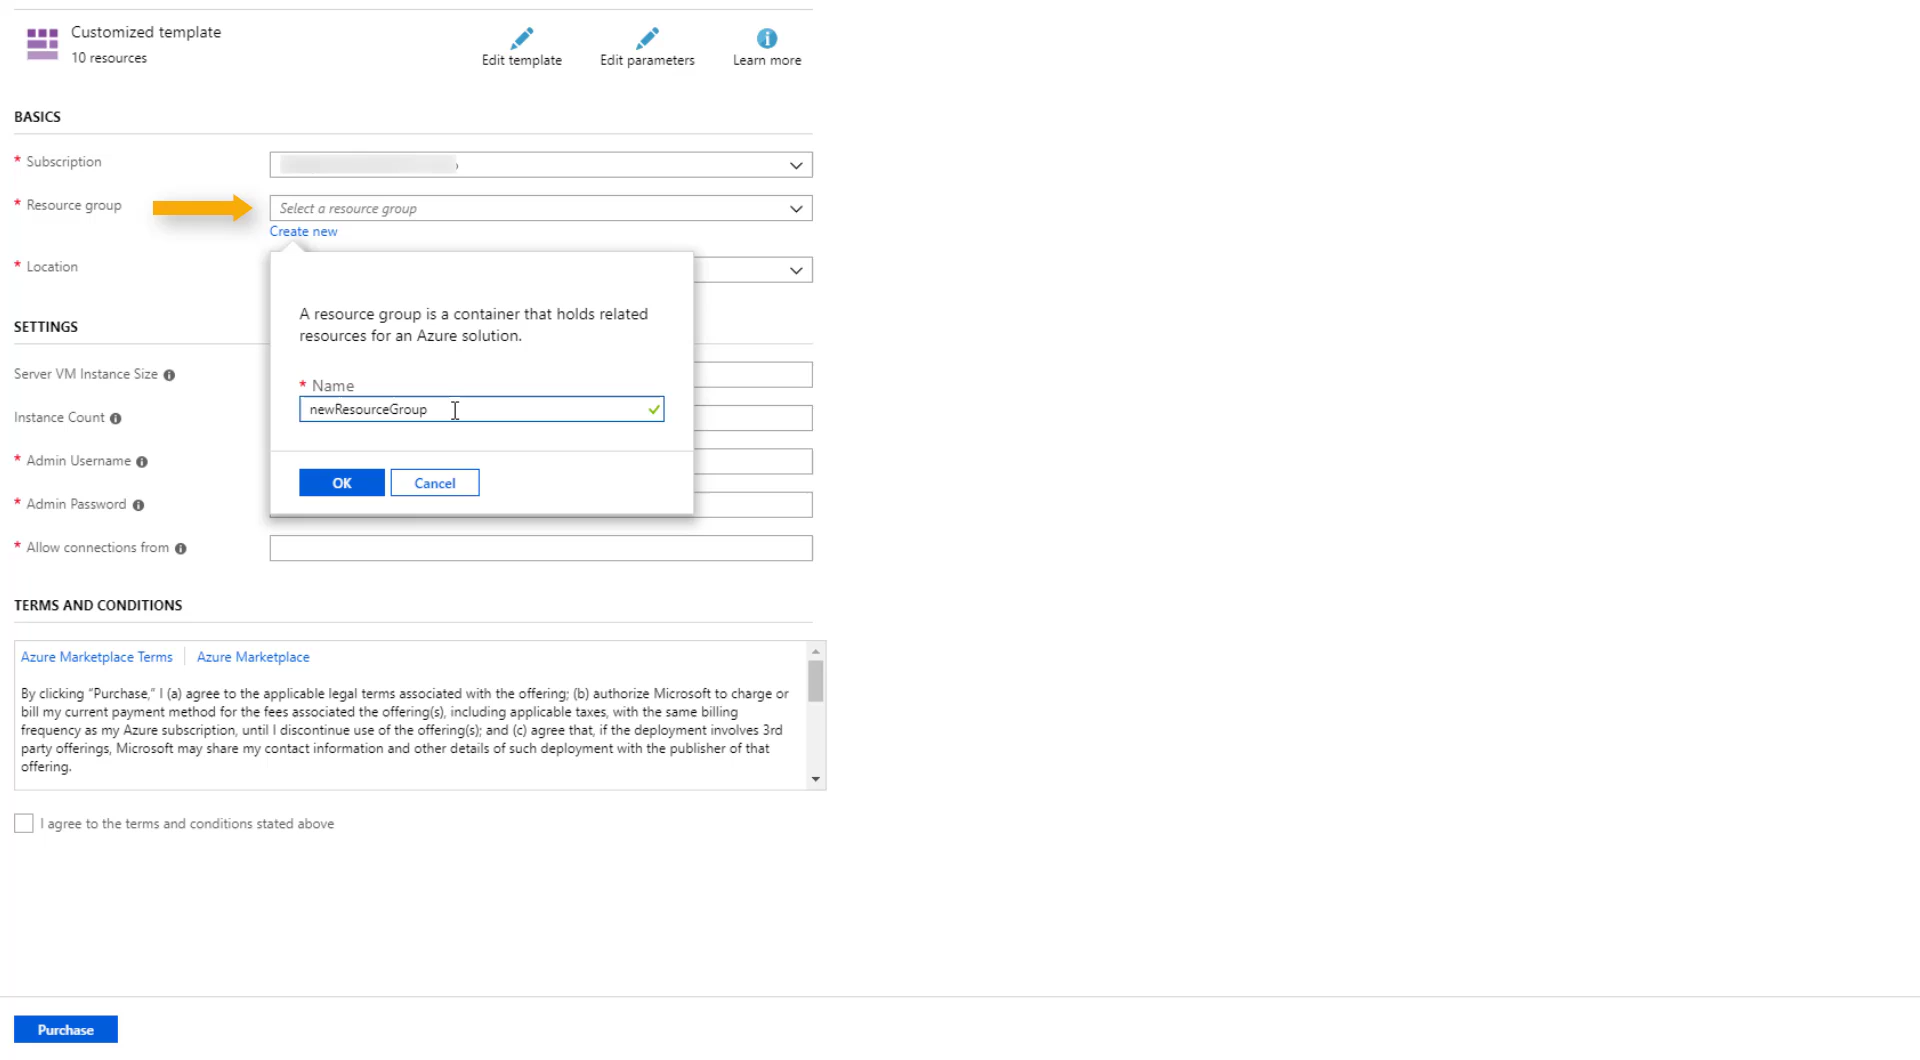 Customized template
10 resources
Edit template
Edit parameters
Learn more
BASICS
* Subscription
* Resource group
Select a resource group
Create new
* Location
A resource group is a container that holds related
resources for an Azure solution.
* Name
newResourceGroup
OK
Cancel
SETTINGS
Server VM Instance Size
Instance Count
* Admin Username
* Admin Password
* Allow connections from
TERMS AND CONDITIONS
Azure Marketplace Terms
Azure Marketplace
By clicking “Purchase,” I (a) agree to the applicable legal terms associated with the offering; (b) authorize Microsoft to charge or
bill my current payment method for the fees associated the offering(s), including applicable taxes, with the same billing
frequency as my Azure subscription, until I discontinue use of the offering(s); and (c) agree that, if the deployment involves 3rd
party offerings, Microsoft may share my contact information and other details of such deployment with the publisher of that
offering.
I agree to the terms and conditions stated above
Purchase